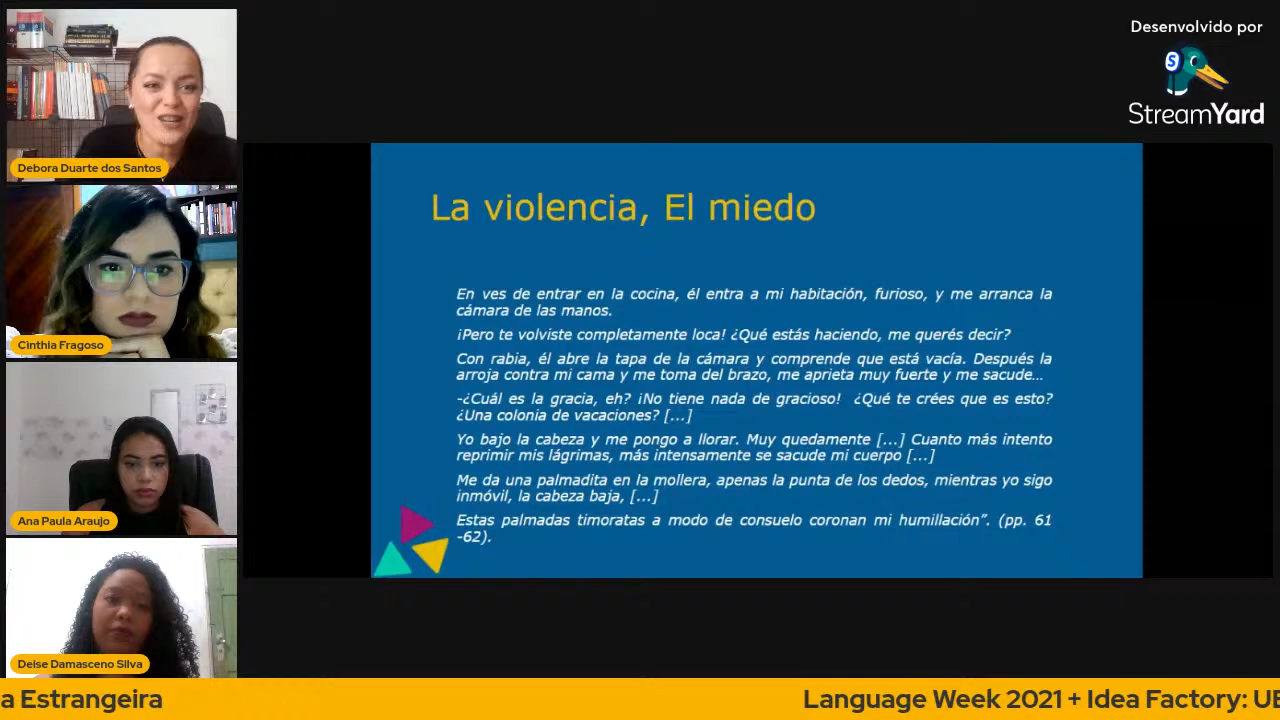 Debora Duarte dos Santos
Cinthia Fragoso
Ana Paula Araujo
Deise Damasceno Silva
Desenvolvido por
StreamYard
La violencia, El miedo
En ves de entrar en la cocina, él entra a mi habitación, furioso, y me arranca la
cámara de las manos.
¡Pero te volviste completamente loca! ¿Qué estás haciendo, me querés decir?
Con rabia, él abre la tapa de la cámara y comprende que está vacía. Después la
arroja contra mi cama y me toma del brazo, me aprieta muy fuerte y me sacude…
-¿Cuál es la gracia, eh? ¡No tiene nada de gracioso! ¿Qué te crées que es esto?
¿Una colonia de vacaciones? […]
Yo bajo la cabeza y me pongo a llorar. Muy quedamente […] Cuanto más intento
reprimir mis lágrimas, más intensamente se sacude mi cuerpo […]
Me da una palmadita en la mollera, apenas la punta de los dedos, mientras yo sigo
inmóvil, la cabeza baja, […]
Estas palmadas timoratas a modo de consuelo coronan mi humillación”. (pp. 61
-62).
a Estrangeira
Language Week 2021 + Idea Factory: UE